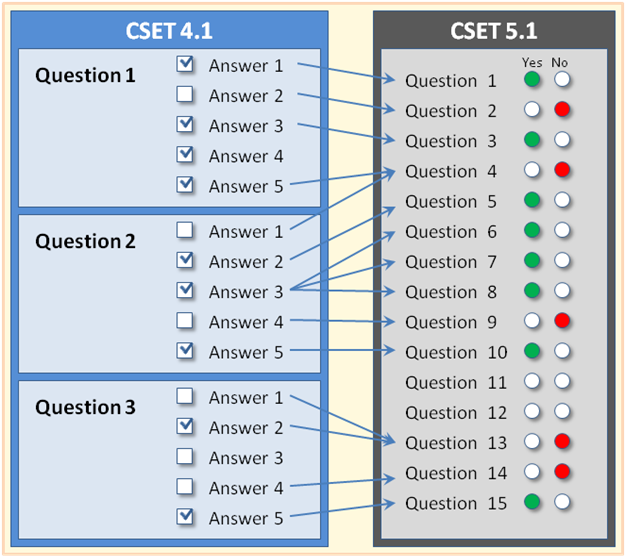 CSET 4.1
Question 1
Answer 1
Answer 2
Answer 3
Answer 4
Answer 5
Question 2
Answer 1
Answer 2
Answer 3
Answer 4
Answer 5
Question 3
Answer 1
Answer 2
Answer 3
Answer 4
Answer 5
CSET 5.1
Yes No
Question 1
Question 2
Question 3
Question 4
Question 5
Question 6
Question 7
Question 8
Question 9
Question 10
Question 11
Question 12
Question 13
Question 14
Question 15